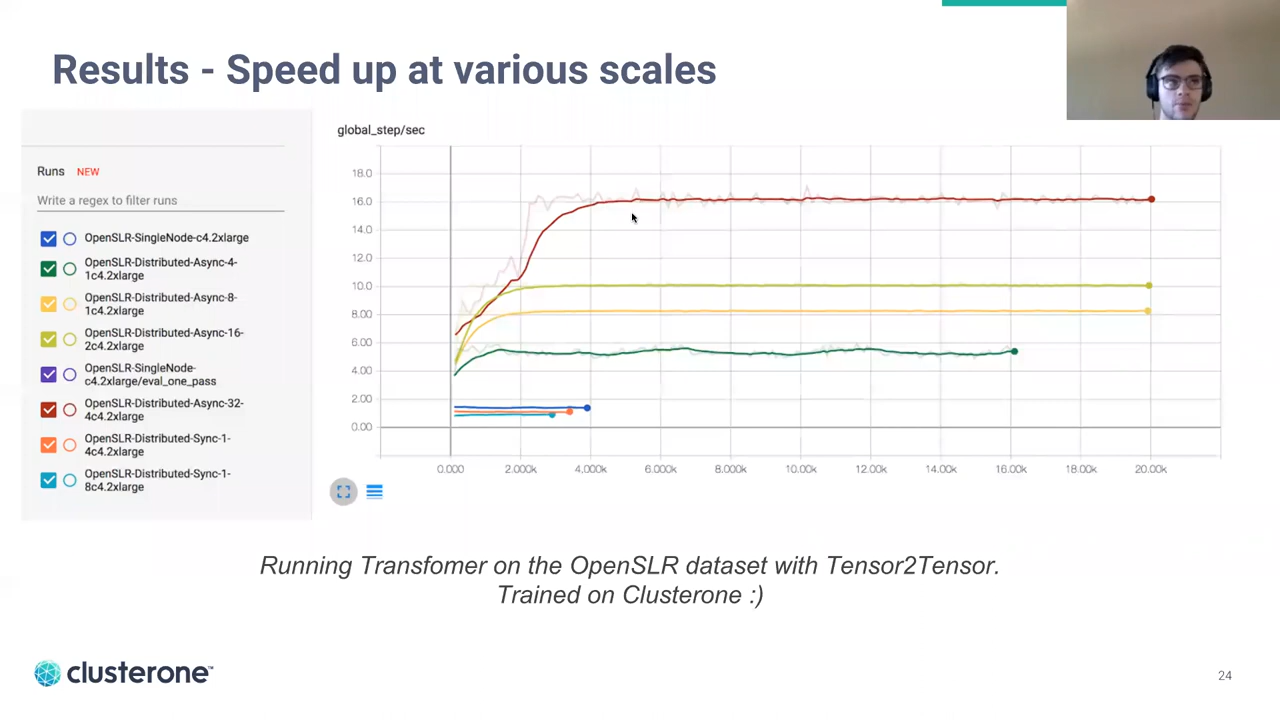 Results - Speed up at various scales
Runs NEW
Write a regex to filter runs
OpenSLR-SingleNode-c4.2xlarge
OpenSLR-Distributed-Async-4-
1c4.2xlarge
OpenSLR-Distributed-Async-8-
1c4.2xlarge
OpenSLR-Distributed-Async-16-
2c4.2xlarge
OpenSLR-SingleNode-
c4.2xlarge/eval_one_pass
OpenSLR-Distributed-Async-32-
4c4.2xlarge
OpenSLR-Distributed-Sync-1-
4c4.2xlarge
OpenSLR-Distributed-Sync-1-
8c4.2xlarge
global_step/sec
18.0
16.0
14.0
12.0
10.0
8.00
6.00
4.00
2.00
0.00
0.000 2.000k 4.000k 6.000k 8.000k 10.00k 12.00k 14.00k 16.00k 18.00k 20.00k
Running Transfomer on the OpenSLR dataset with Tensor2Tensor.
Trained on Clusterone :)
clusterone™
24